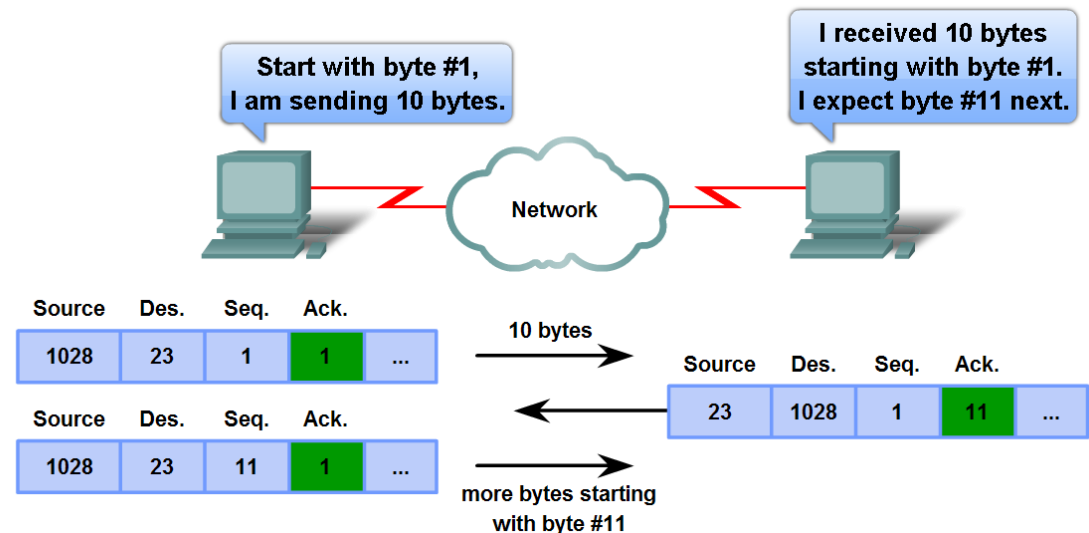 Start with byte #1,
I am sending 10 bytes.
I received 10 bytes
starting with byte #1.
I expect byte #11 next.
Network
Source Des. Seq. Ack.
1028 23 1 1 ...
10 bytes
Source Des. Seq. Ack.
23 1028 1 11 ...
Source Des. Seq. Ack.
1028 23 11 1 ...
more bytes starting
with byte #11